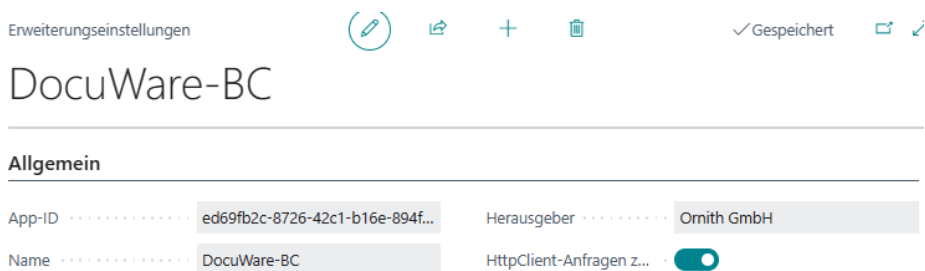 Erweiterungseinstellungen
Gespeichert
DocuWare-BC
Allgemein
App-ID ed69fb2c-8726-42c1-b16e-894f...
Herausgeber Ornith GmbH
Name DocuWare-BC
HttpClient-Anfragen z...